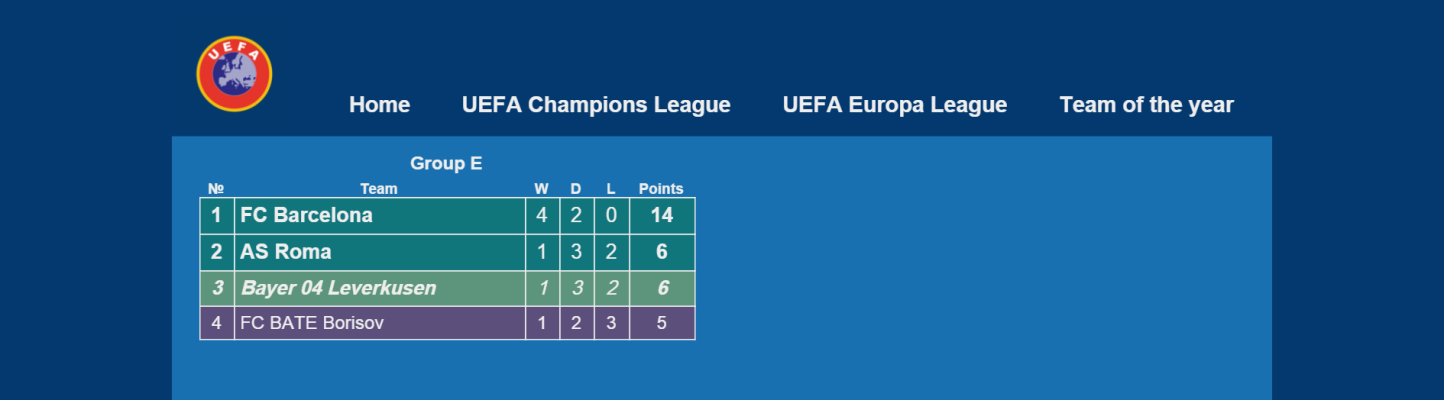 UEFA
Home UEFA Champions League UEFA Europa League Team of the year
Group E
№ Team W D L Points
1 FC Barcelona 4 2 0 14
2 AS Roma 1 3 2 6
3 Bayer 04 Leverkusen 1 3 2 6
4 FC BATE Borisov 1 2 3 5